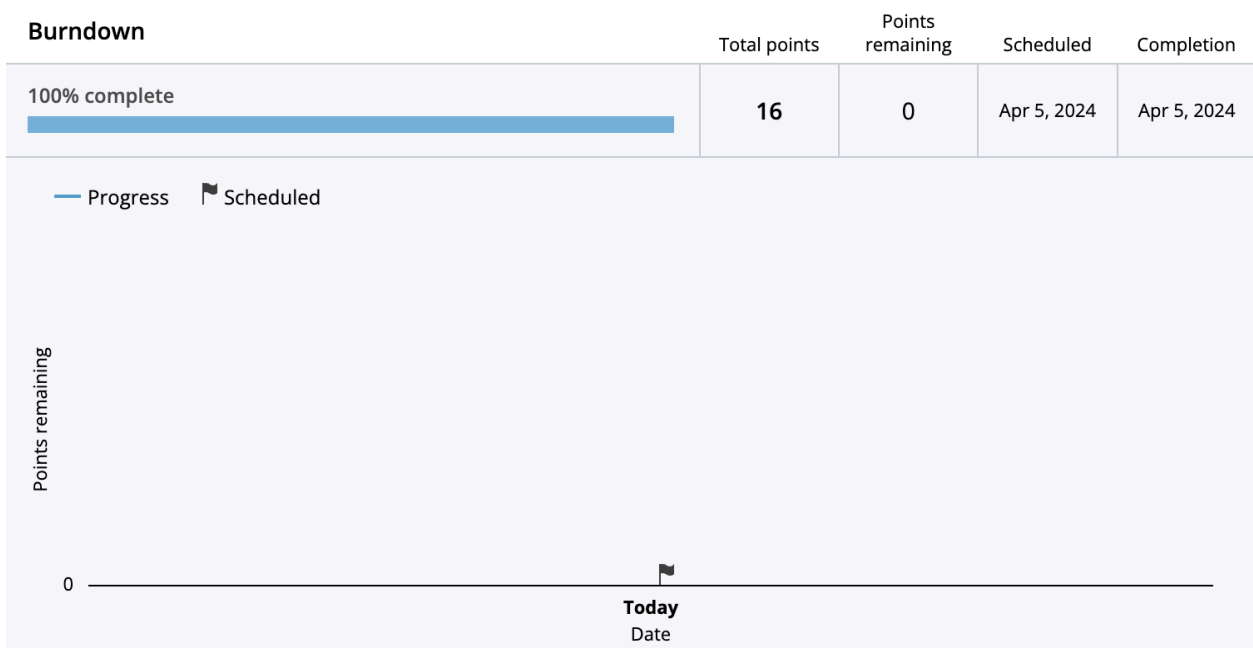 Burndown
Total points
Points
remaining
Scheduled
Completion
100% complete
16
0
Apr 5, 2024
Apr 5, 2024
Progress
Scheduled
Points remaining
0
Today
Date